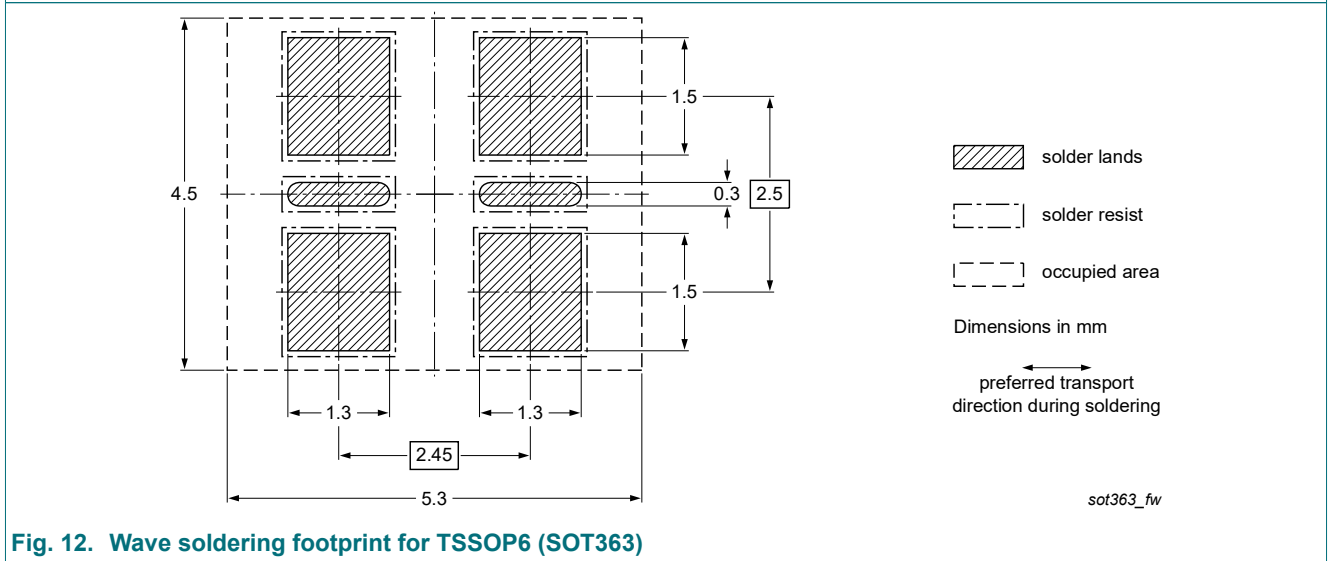 1.5
4.5
0.3
2.5
1.5
1.3
1.3
2.45
5.3
solder lands
solder resist
occupied area
Dimensions in mm
preferred transport
direction during soldering
sot363_fw
Fig. 12. Wave soldering footprint for TSSOP6 (SOT363)